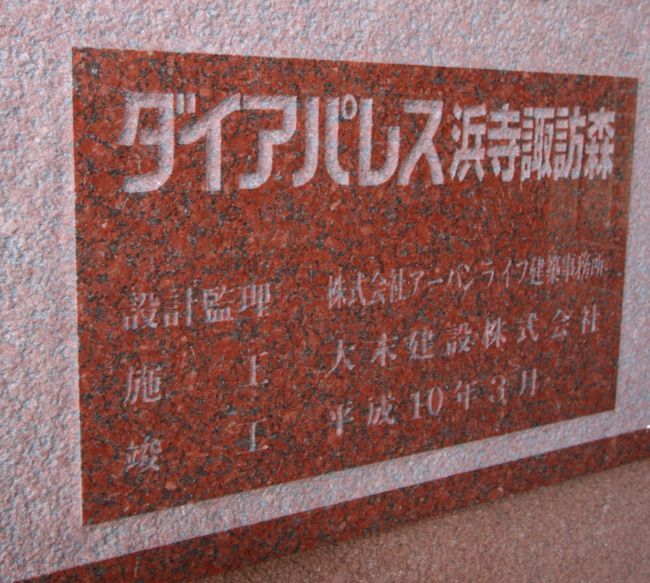 ダイアパレス浜寺諏訪森
設計監理 株式会社アーバンライフ建築事務所
施工 大末建設株式会社
竣工 平成10年3月